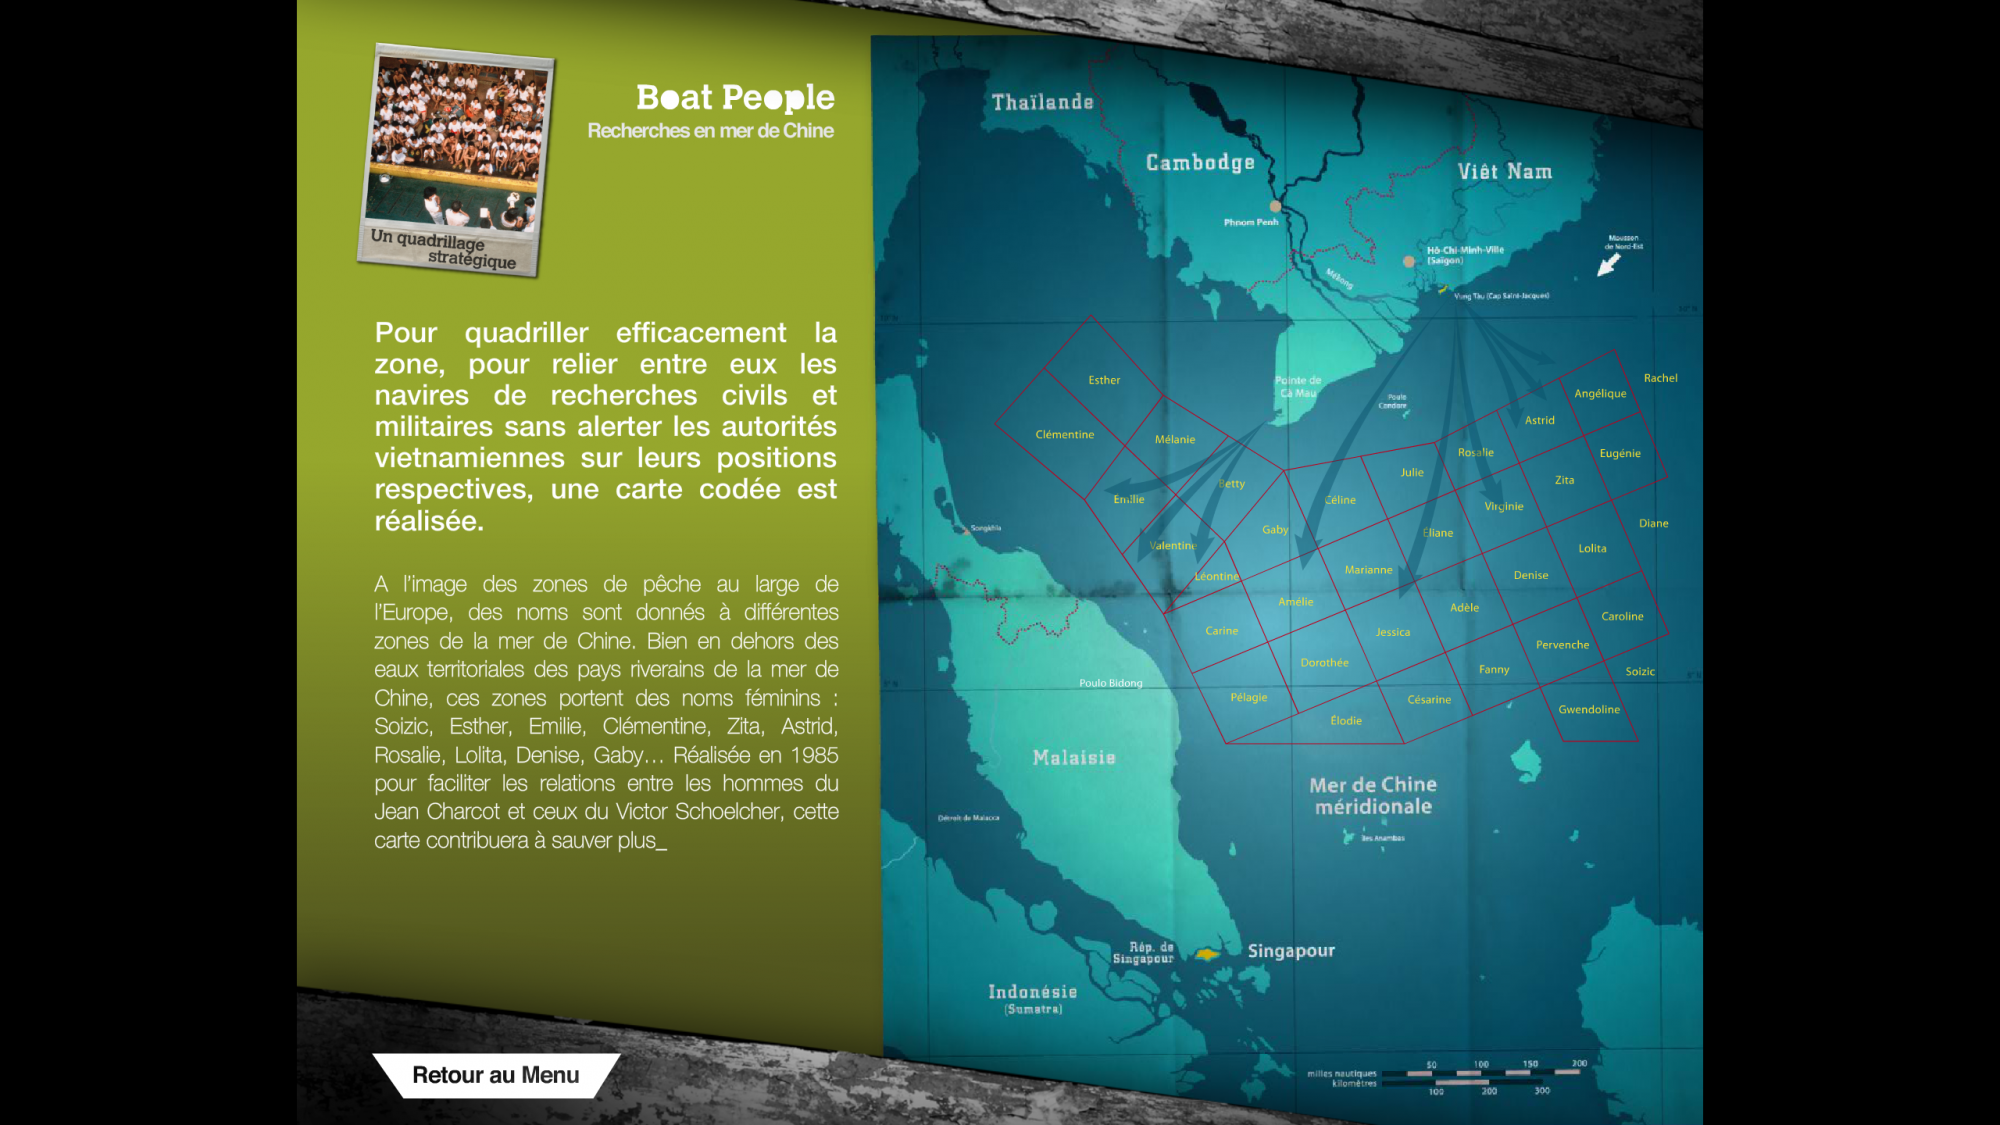 Boat People
Recherches en mer de Chine
Un quadrillage
stratégique
Pour quadriller efficacement la
zone, pour relier entre eux les
navires de recherches civils et
militaires sans alerter les autorités
vietnamiennes sur leurs positions
respectives, une carte codée est
réalisée.
A l'image des zones de pêche au large de
l'Europe, des noms sont donnés à différentes
zones de la mer de Chine. Bien en dehors des
eaux territoriales des pays riverains de la mer de
Chine, ces zones portent des noms féminins :
Soizic, Esther, Emilie, Clémentine, Zita, Astrid,
Rosalie, Lolita, Denise, Gaby… Réalisée en 1985
pour faciliter les relations entre les hommes du
Jean Charcot et ceux du Victor Schoelcher, cette
carte contribuera à sauver plus_
Retour au Menu
Thaïlande
Cambodge
Viêt Nam
Phnom Penh
Hô-Chi-Minh-Ville
(Saïgon)
Mousson
de Nord-Est
Mékong
Vung Tàu (Cap Saint-Jacques)
10° N
10° N
Pointe de
Cà Mau
Poulo
Condore
Esther
Clémentine
Mélanie
Emilie
Betty
Valentine
Léontine
Gaby
Céline
Julie
Rosalie
Astrid
Angélique
Rachel
Eugénie
Zita
Virginie
Éliane
Diane
Lolita
Denise
Marianne
Amélie
Adèle
Caroline
Carine
Jessica
Pervenche
Dorothée
Fanny
Soizic
Pélagie
Césarine
Gwendoline
Élodie
Songkhla
Poulo Bidong
5° N
5° N
Malaisie
Mer de Chine
méridionale
Détroit de Malacca
Iles Anambas
Rép. de
Singapour
Singapour
Indonésie
(Sumatra)
50 100 150 300
milles nautiques
kilomètres
100 200 300